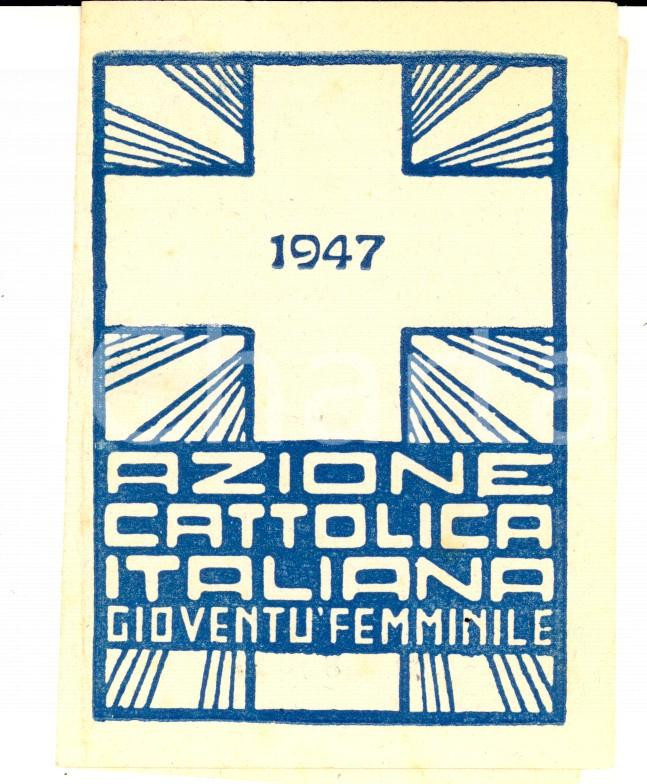 1947
AZIONE
CATTOLICA
ITALIANA
GIOVENTU' FEMMINILE